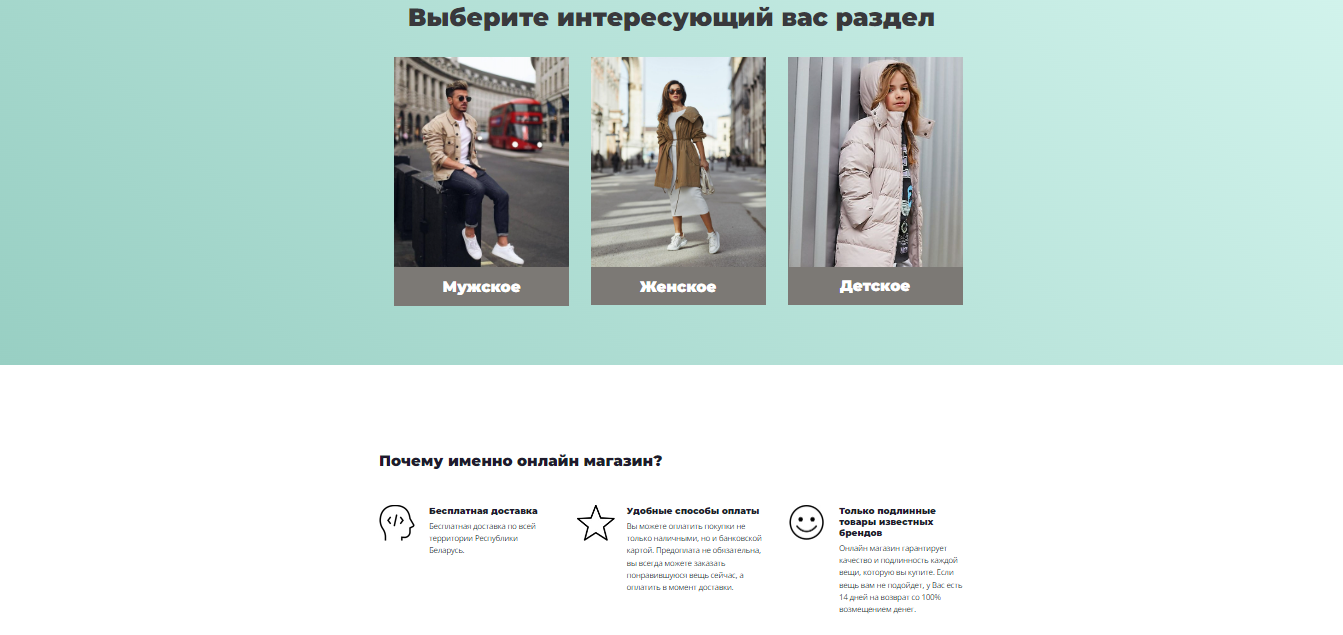 Выберите интересующий вас раздел
Мужское
Женское
Детское
Почему именно онлайн магазин?
Бесплатная доставка
Бесплатная доставка по всей
территории Республики
Беларусь.
Удобные способы оплаты
Вы можете оплатить покупки не
только наличными, но и банковской
картой. Предоплата не обязательна,
вы всегда можете заказать
понравившуюся вещь сейчас, а
оплатить в момент доставки.
Только подлинные
товары известных
брендов
Онлайн магазин гарантирует
качество и подлинность каждой
вещи, которую вы купите. Если
вещь вам не подойдет, у Вас есть
14 дней на возврат со 100%
возмещением денег.